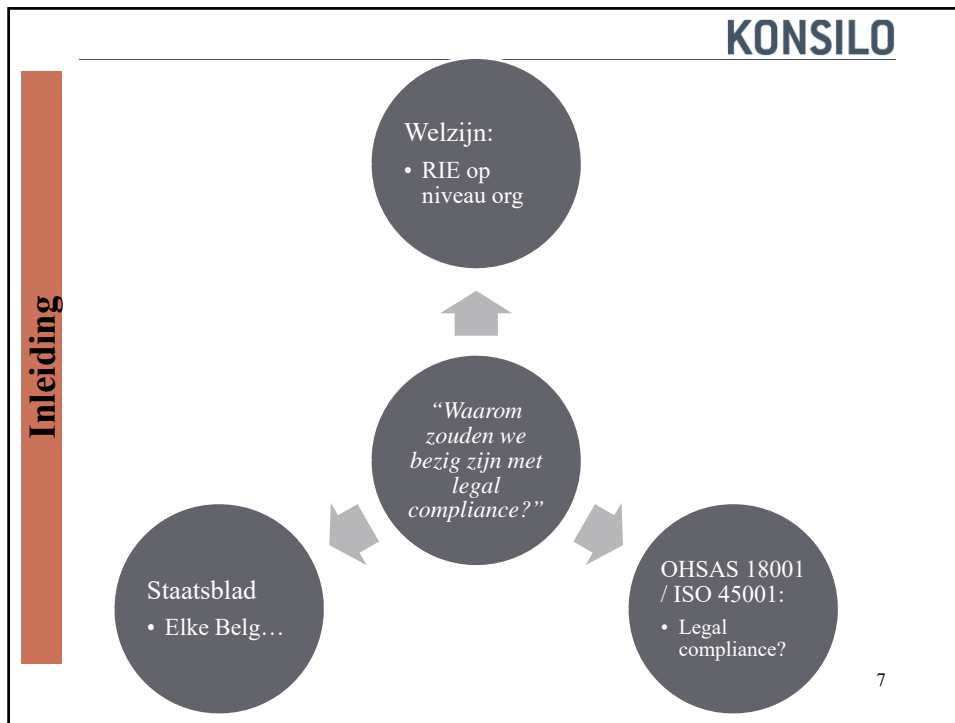 KONSILO
Inleiding
Welzijn:
• RIE op
niveau org
“Waarom
zouden we
bezig zijn met
legal
compliance?”
Staatsblad
• Elke Belg…
OHSAS 18001
/ ISO 45001:
• Legal
compliance?
7